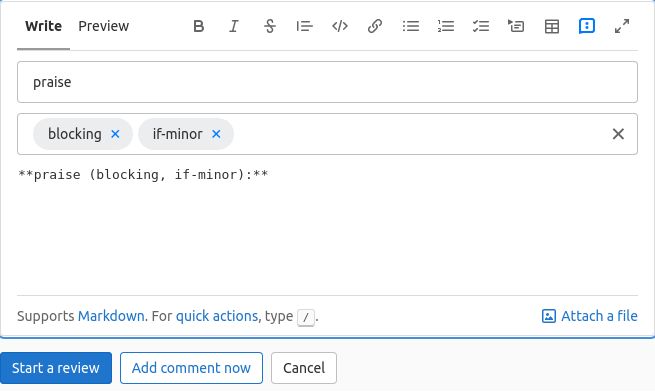 Write Preview
praise
blocking × if-minor ×
**praise (blocking, if-minor):**
Supports Markdown. For quick actions, type /. Attach a file
Start a review Add comment now Cancel